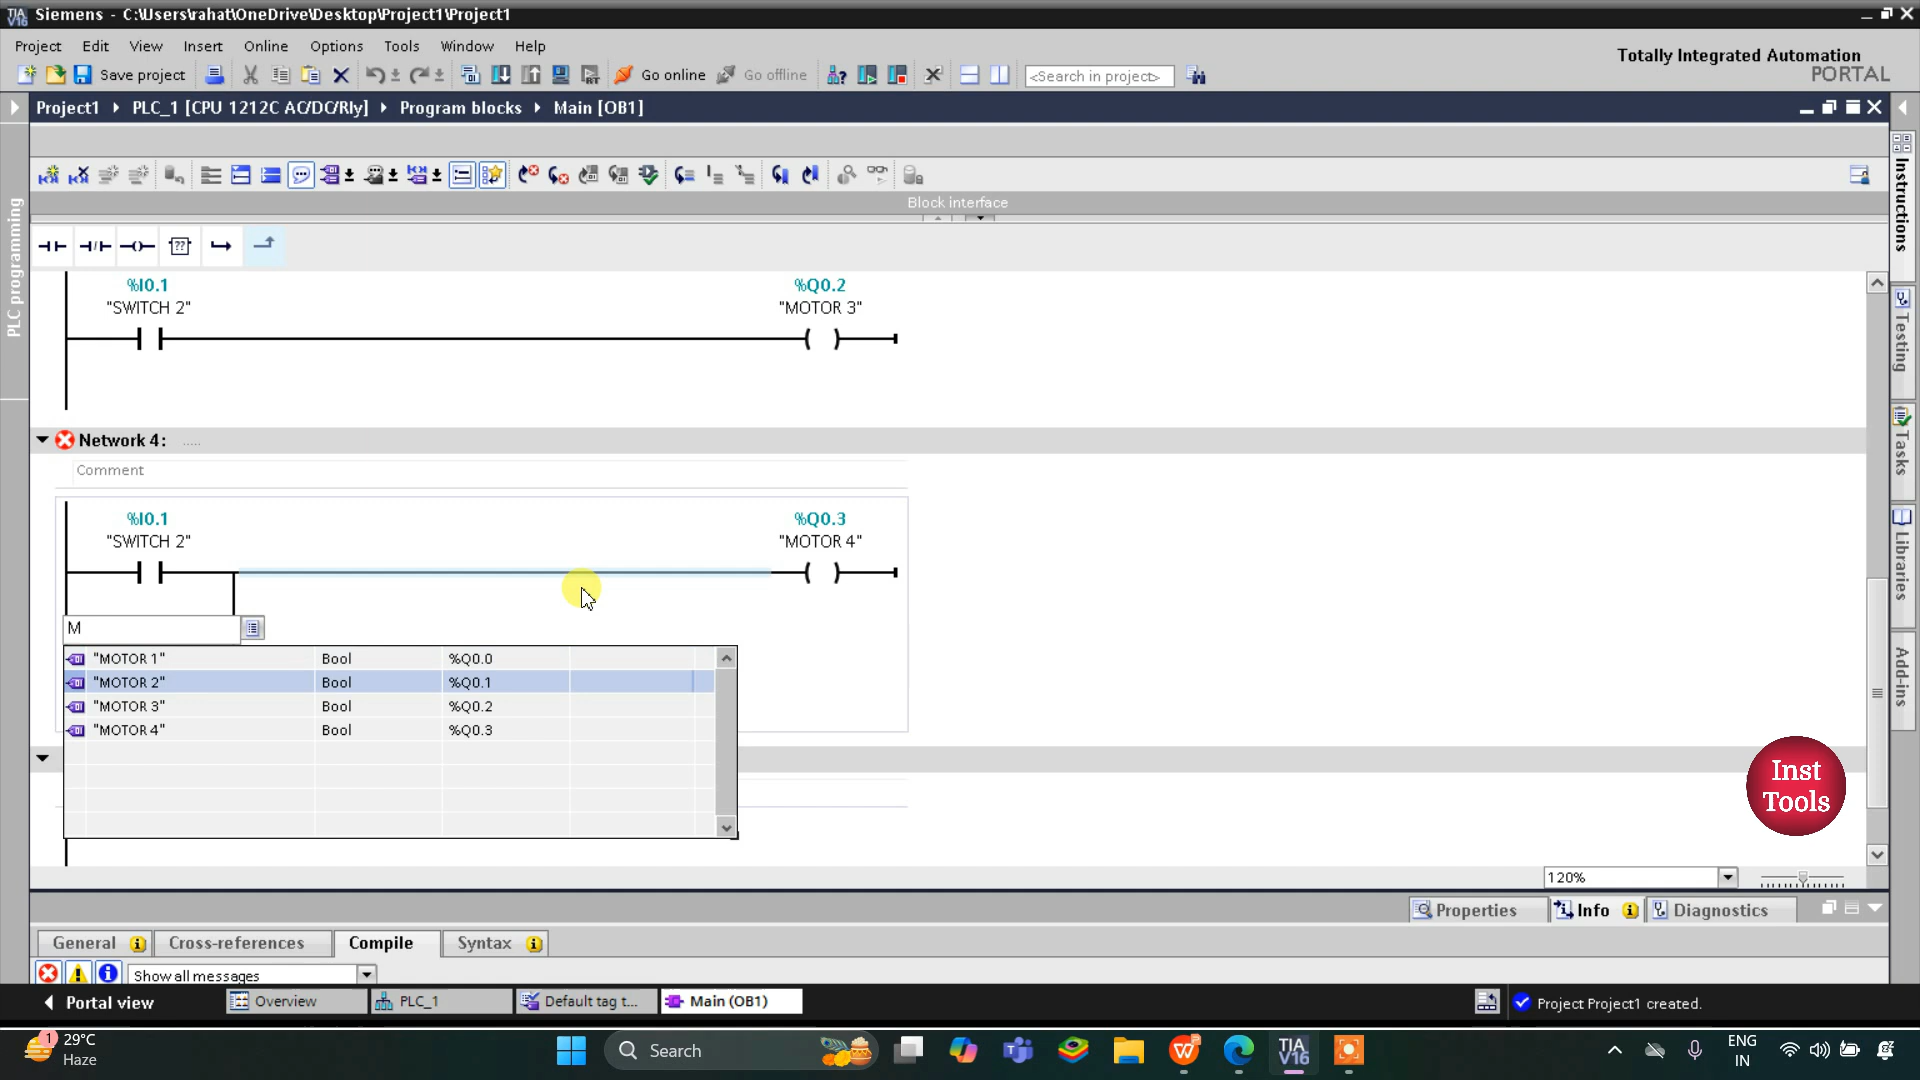 Siemens - C:\Users\rahat\OneDrive\Desktop\Project1\Project1
Project Edit View Insert Online Options Tools Window Help
Totally Integrated Automation
PORTAL
Save project
Go online
Go offline
<Search in project>
Project1 PLC_1 [CPU 1212C AC/DC/Rly] Program blocks Main [OB1]
Block interface
PLC programming
Instructions
Testing
Tasks
Libraries
Add-ins
%I0.1
"SWITCH 2"
%Q0.2
"MOTOR 3"
Network 4: .....
Comment
%I0.1
"SWITCH 2"
%Q0.3
"MOTOR 4"
M
"MOTOR 1" Bool %Q0.0
"MOTOR 2" Bool %Q0.1
"MOTOR 3" Bool %Q0.2
"MOTOR 4" Bool %Q0.3
Inst
Tools
120%
Properties Info Diagnostics
General Cross-references Compile Syntax
Show all messages
Portal view Overview PLC_1 Default tag t... Main (OB1) Project Project1 created.
1 29°C
Haze
Search
TIA
V16
ENG
IN